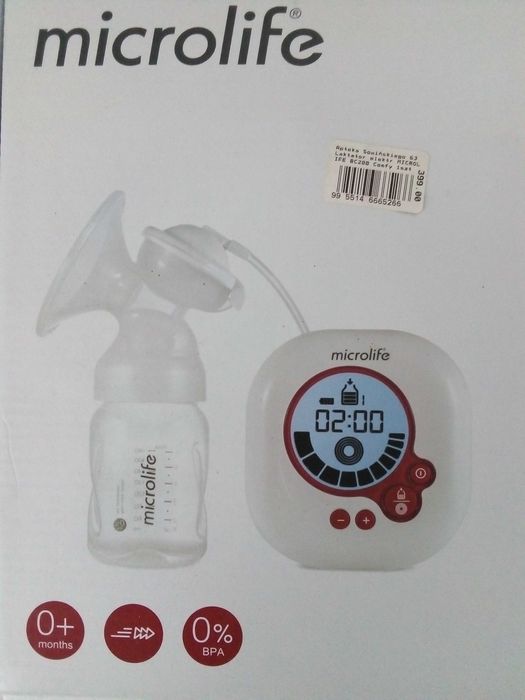 microlife®
Apteka Sowińskiego 63
Laktator elektr MICROL
IFE BC200 Comfy 1szt
399.00
99 5514 6665266
microlife®
02:00
microlife
0+
months
0%
BPA